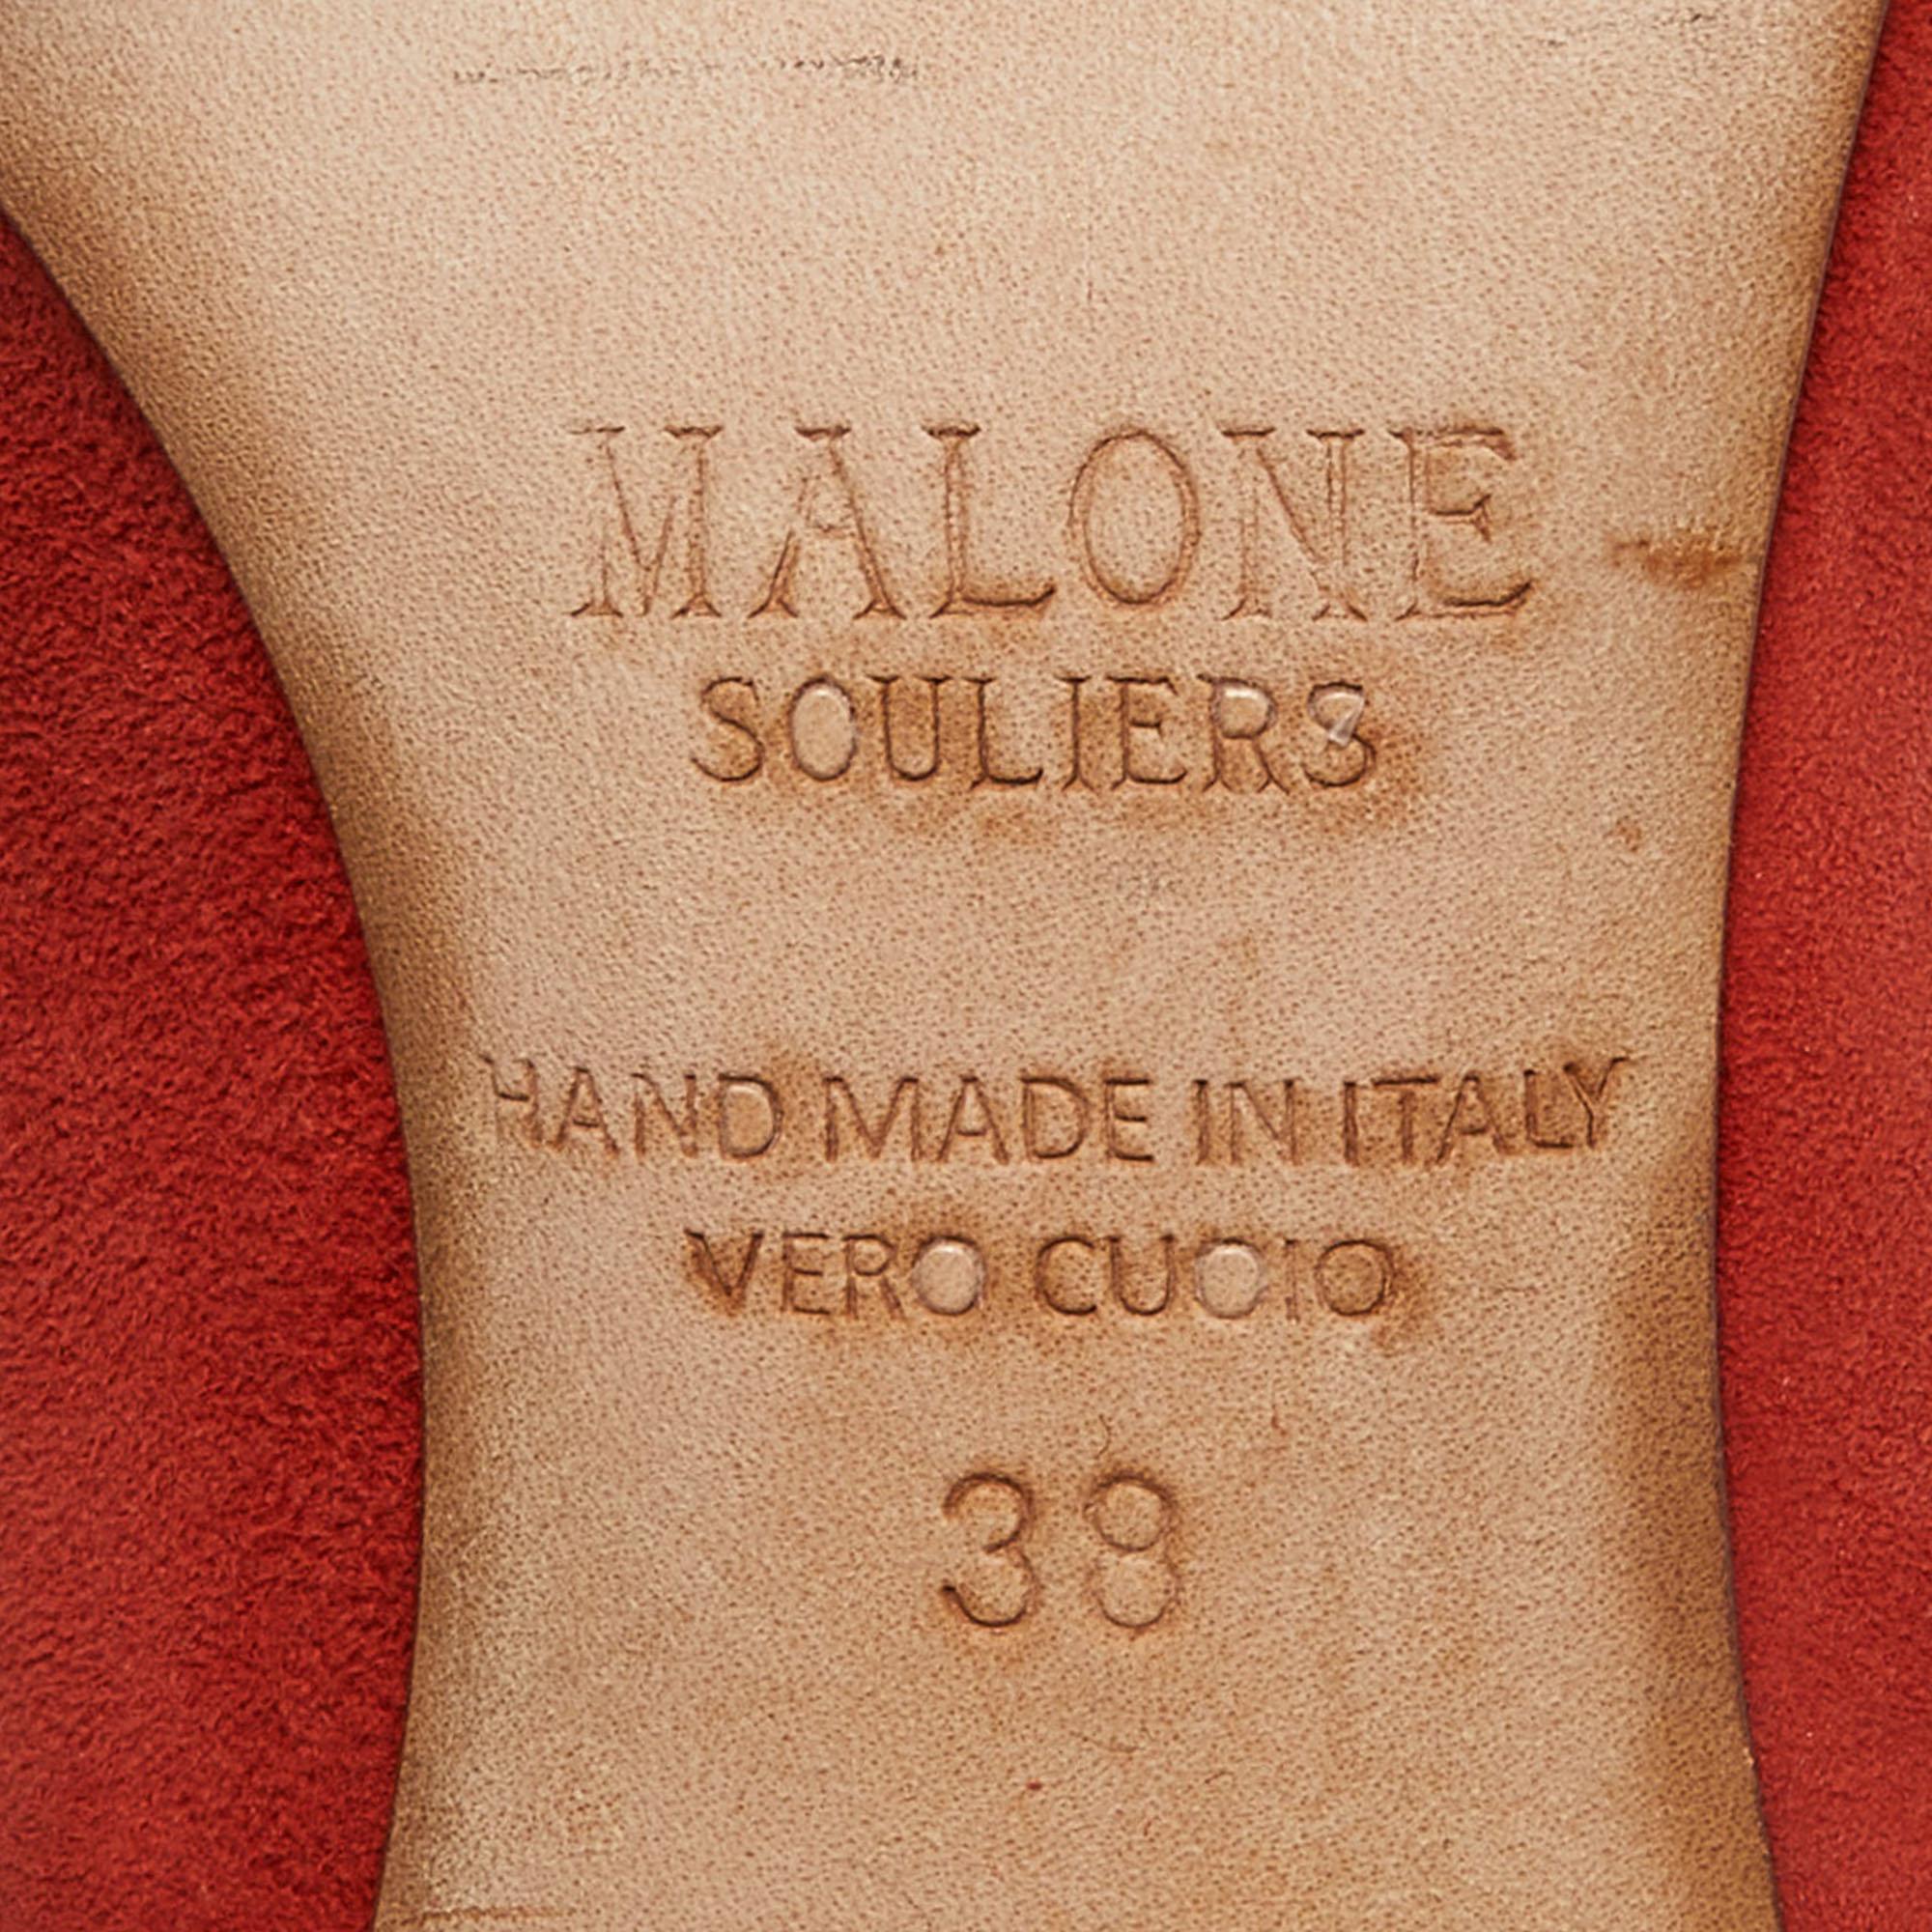 MALONE
SOULIERS
HAND MADE IN ITALY
VERO CUOIO
38